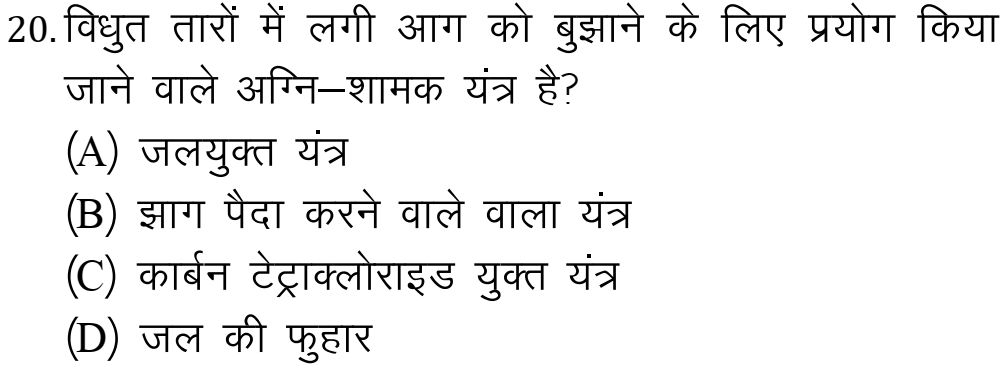 20. विधुत तारों में लगी आग को बुझाने के लिए प्रयोग किया
जाने वाले अग्नि–शामक यंत्र है?
(A) जलयुक्त यंत्र
(B) झाग पैदा करने वाले वाला यंत्र
(C) कार्बन टेट्राक्लोराइड युक्त यंत्र
(D) जल की फुहार